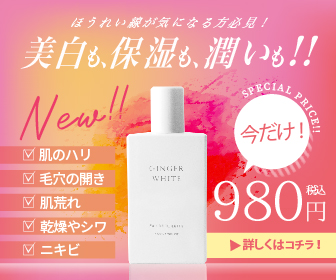 ほうれい線が気になる方必見！
美白も、保湿も、潤いも!!
New!!
SPECIAL PRICE!!
今だけ！
肌のハリ
毛穴の開き
肌荒れ
乾燥やシワ
ニキビ
GINGER
WHITE
980円
税込
▶詳しくはコチラ！